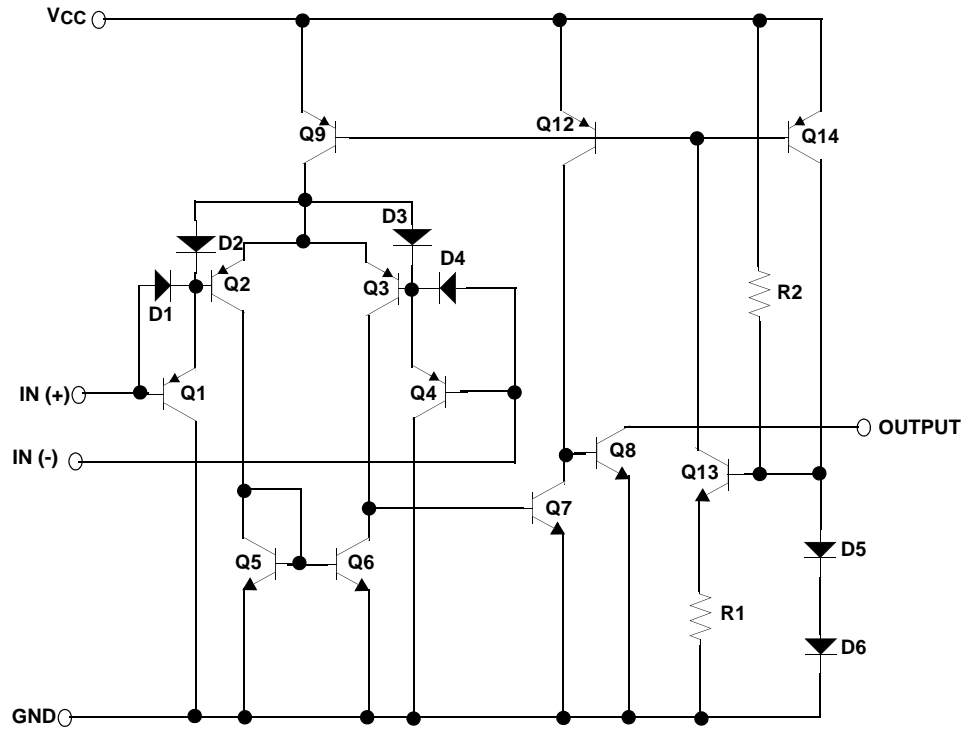 VCC
Q9
Q12
Q14
D3
D2
D4
Q2
Q3
D1
R2
IN (+)
Q1
Q4
OUTPUT
Q8
IN (-)
Q13
Q7
D5
Q5
Q6
R1
D6
GND